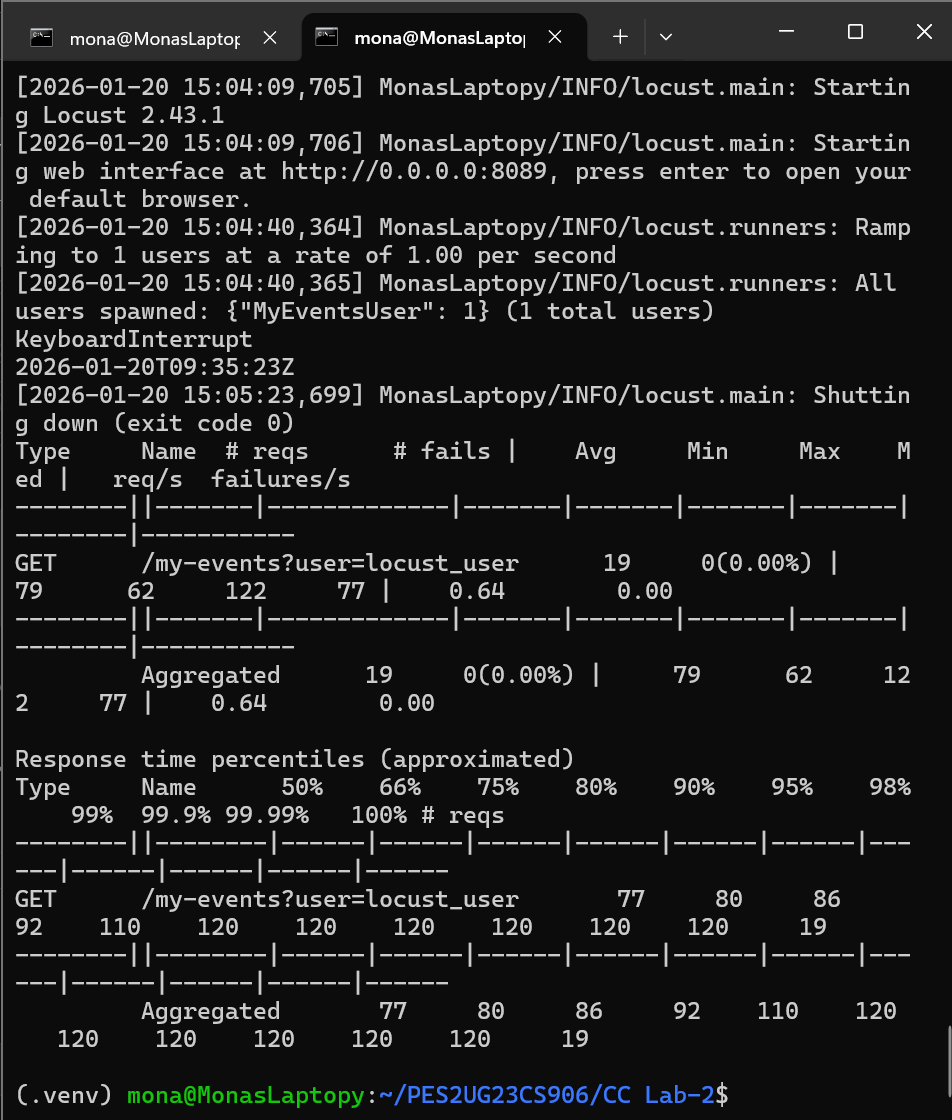 mona@MonasLaptop
mona@MonasLaptop
[2026-01-20 15:04:09,705] MonasLaptopy/INFO/locust.main: Startin
g Locust 2.43.1
[2026-01-20 15:04:09,706] MonasLaptopy/INFO/locust.main: Startin
g web interface at http://0.0.0.0:8089, press enter to open your
 default browser.
[2026-01-20 15:04:40,364] MonasLaptopy/INFO/locust.runners: Ramp
ing to 1 users at a rate of 1.00 per second
[2026-01-20 15:04:40,365] MonasLaptopy/INFO/locust.runners: All
users spawned: {"MyEventsUser": 1} (1 total users)
KeyboardInterrupt
2026-01-20T09:35:23Z
[2026-01-20 15:05:23,699] MonasLaptopy/INFO/locust.main: Shuttin
g down (exit code 0)
Type     Name  # reqs      # fails |    Avg     Min     Max    M
ed |   req/s  failures/s
--------||-------|-------------|-------|-------|-------|-------|
--------|-----------
GET      /my-events?user=locust_user      19     0(0.00%) |
79      62     122     77 |    0.64        0.00
--------||-------|-------------|-------|-------|-------|-------|
--------|-----------
         Aggregated      19     0(0.00%) |     79      62     12
2     77 |    0.64        0.00

Response time percentiles (approximated)
Type     Name      50%    66%    75%    80%    90%    95%    98%
    99%  99.9% 99.99%   100% # reqs
--------||--------|------|------|------|------|------|------|---
---|------|------|------|------
GET      /my-events?user=locust_user       77     80     86
92    110    120    120    120    120    120    120     19
--------||--------|------|------|------|------|------|------|---
---|------|------|------|------
         Aggregated       77     80     86     92    110    120
   120    120    120    120    120     19

(.venv) mona@MonasLaptopy:~/PES2UG23CS906/CC Lab-2$